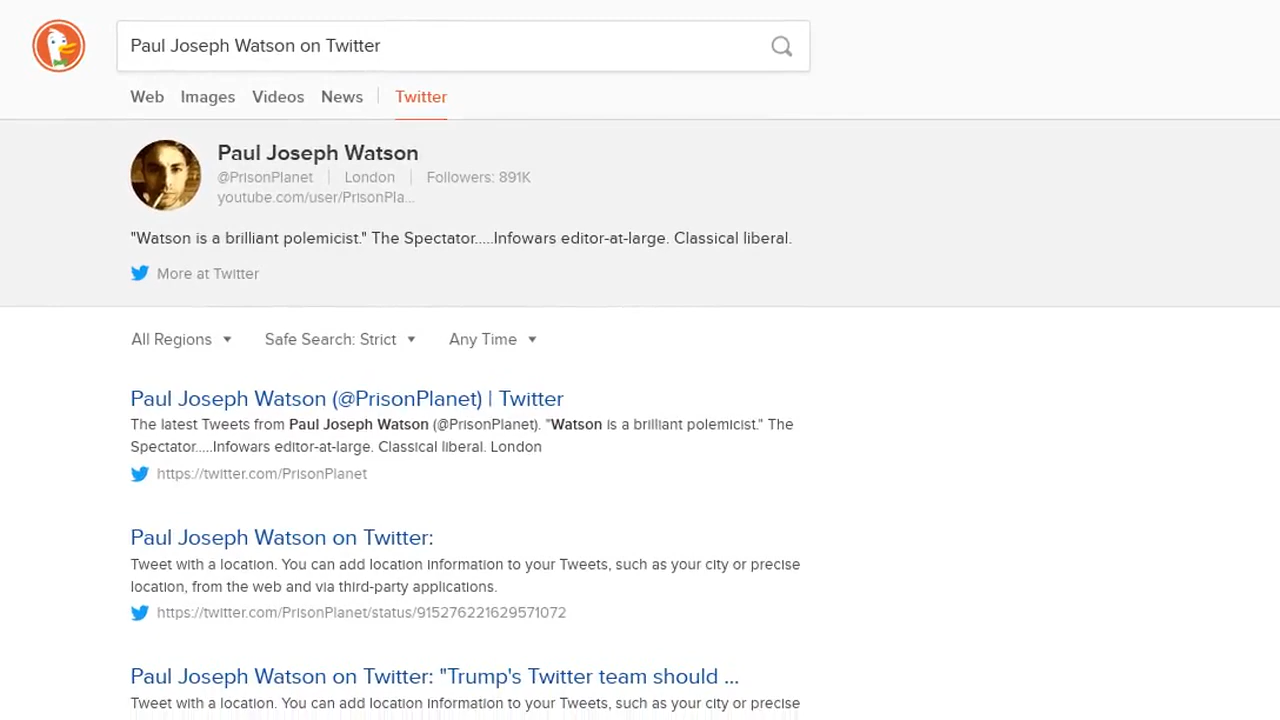 Paul Joseph Watson on Twitter
Web Images Videos News Twitter
Paul Joseph Watson
@PrisonPlanet London Followers: 891K
youtube.com/user/PrisonPla...
"Watson is a brilliant polemicist." The Spectator.....Infowars editor-at-large. Classical liberal.
More at Twitter
All Regions Safe Search: Strict Any Time
Paul Joseph Watson (@PrisonPlanet) | Twitter
The latest Tweets from Paul Joseph Watson (@PrisonPlanet). "Watson is a brilliant polemicist." The
Spectator.....Infowars editor-at-large. Classical liberal. London
https://twitter.com/PrisonPlanet
Paul Joseph Watson on Twitter:
Tweet with a location. You can add location information to your Tweets, such as your city or precise
location, from the web and via third-party applications.
https://twitter.com/PrisonPlanet/status/915276221629571072
Paul Joseph Watson on Twitter: "Trump's Twitter team should ...
Tweet with a location. You can add location information to your Tweets, such as your city or precise